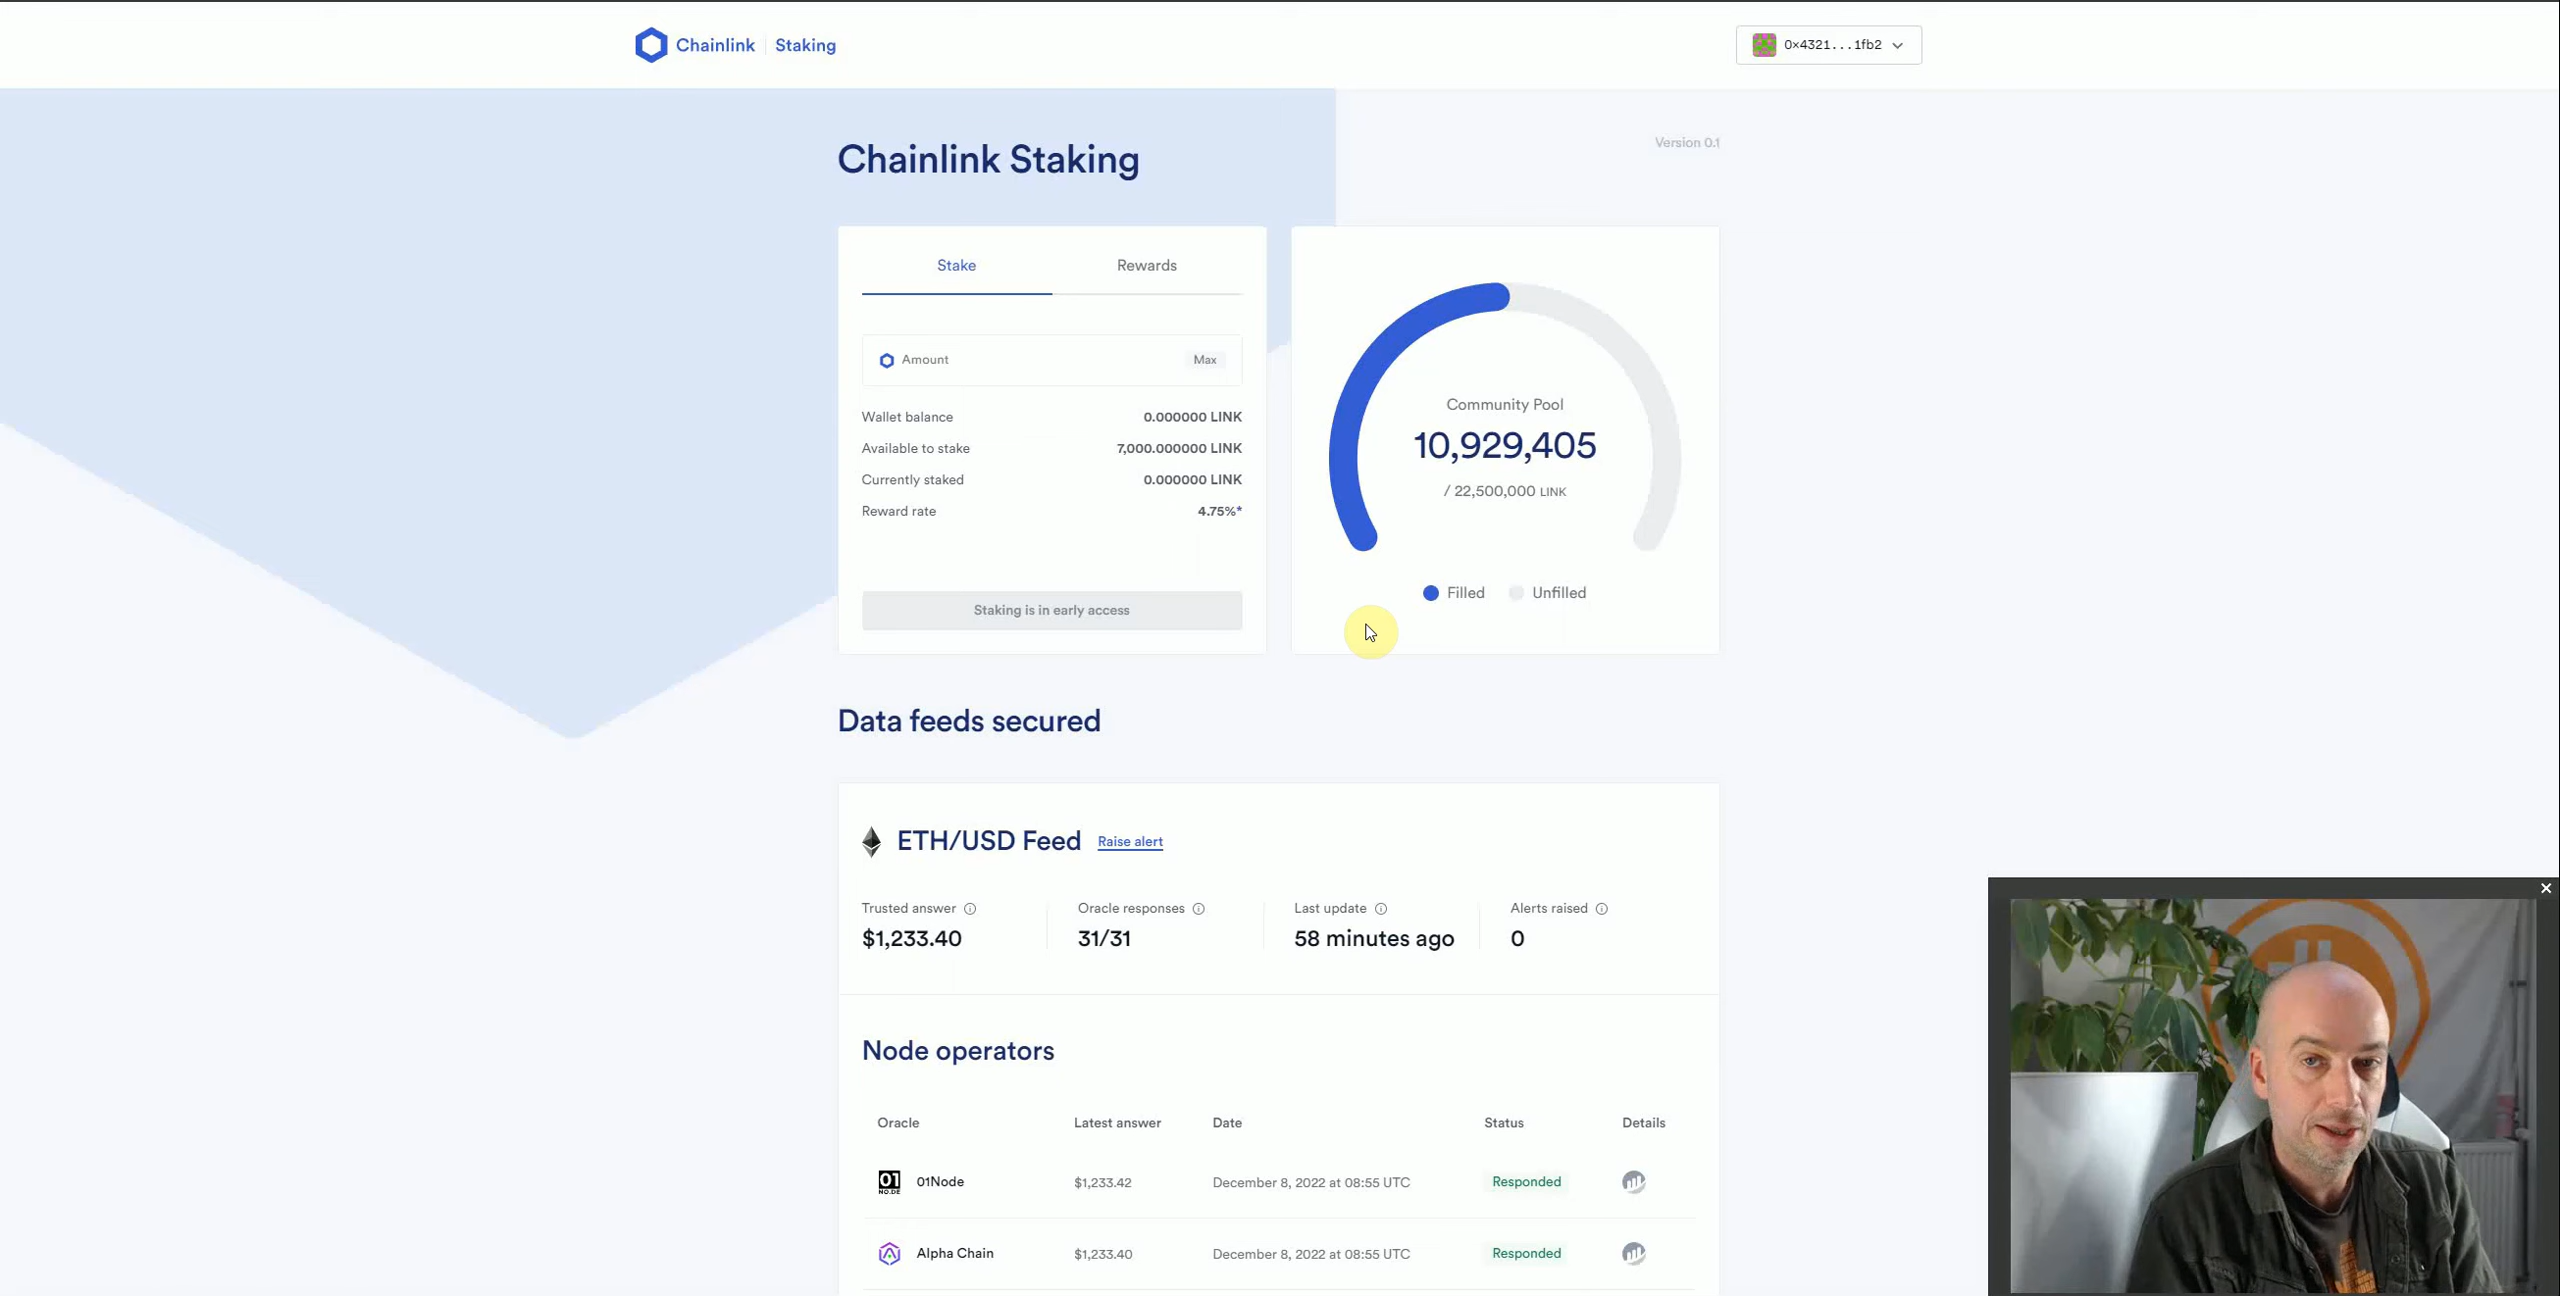 Chainlink Staking
0x4321...1fb2
Chainlink Staking
Version 0.1
Stake Rewards
Amount Max
Wallet balance 0.000000 LINK
Available to stake 7,000.000000 LINK
Currently staked 0.000000 LINK
Reward rate 4.75%*
Staking is in early access
Community Pool
10,929,405
/ 22,500,000 LINK
Filled Unfilled
Data feeds secured
ETH/USD Feed Raise alert
Trusted answer Oracle responses Last update Alerts raised
$1,233.40 31/31 58 minutes ago 0
Node operators
Oracle Latest answer Date Status Details
01
NO.DE
01Node $1,233.42 December 8, 2022 at 08:55 UTC Responded
Alpha Chain $1,233.40 December 8, 2022 at 08:55 UTC Responded